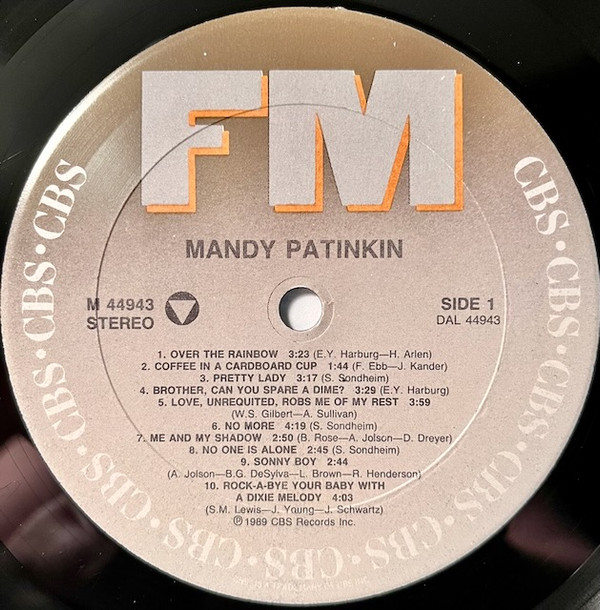 FM
MANDY PATINKIN
M 44943
STEREO
SIDE 1
DAL 44943
1. OVER THE RAINBOW 3:23 (E.Y. Harburg—H. Arlen)
2. COFFEE IN A CARDBOARD CUP 1:44 (F. Ebb—J. Kander)
3. PRETTY LADY 3:17 (S. Sondheim)
4. BROTHER, CAN YOU SPARE A DIME? 3:29 (E.Y. Harburg)
5. LOVE, UNREQUITED, ROBS ME OF MY REST 3:59
(W.S. Gilbert—A. Sullivan)
6. NO MORE 4:19 (S. Sondheim)
7. ME AND MY SHADOW 2:50 (B. Rose—A. Jolson—D. Dreyer)
8. NO ONE IS ALONE 2:45 (S. Sondheim)
9. SONNY BOY 2:44
(A. Jolson—B.G. DeSylva—L. Brown—R. Henderson)
10. ROCK-A-BYE YOUR BABY WITH
A DIXIE MELODY 4:03
(S.M. Lewis—J. Young—J. Schwartz)
℗ 1989 CBS Records Inc.
CBS • CBS • CBS • CBS • CBS • CBS • CBS • CBS • CBS • CBS • CBS